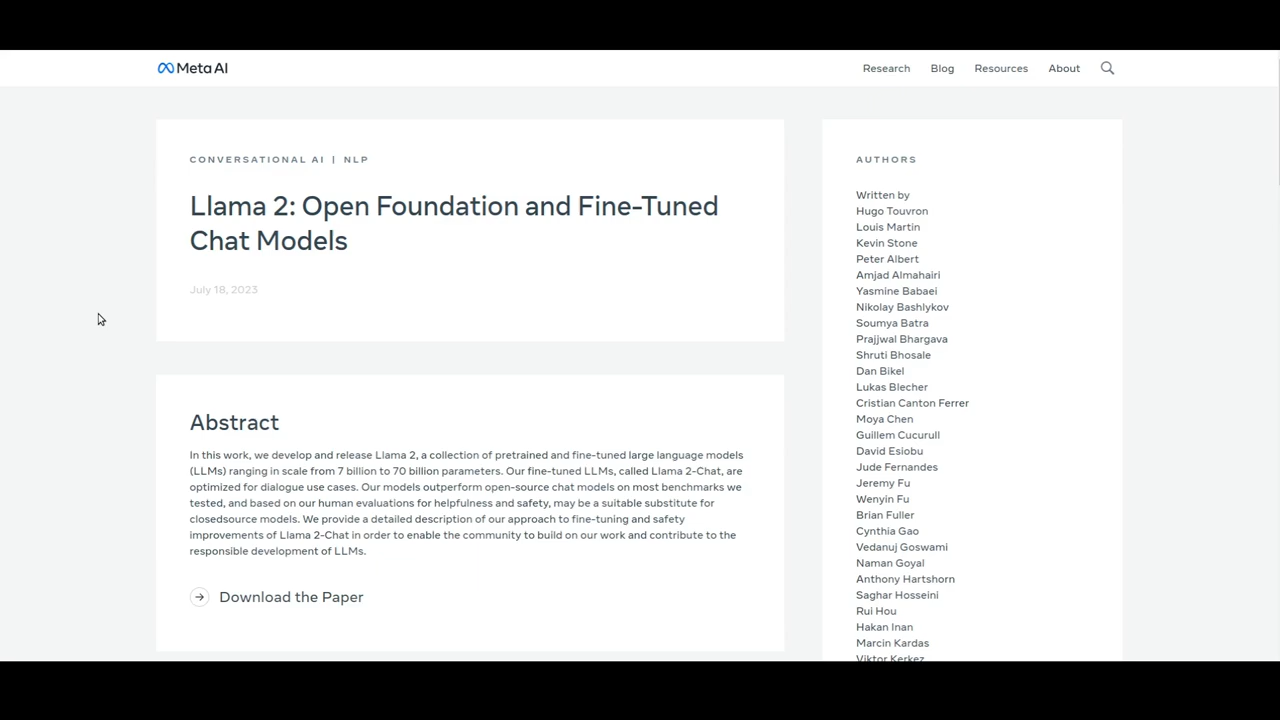 Meta AI
Research Blog Resources About
CONVERSATIONAL AI | NLP
Llama 2: Open Foundation and Fine-Tuned
Chat Models
July 18, 2023
Abstract
In this work, we develop and release Llama 2, a collection of pretrained and fine-tuned large language models
(LLMs) ranging in scale from 7 billion to 70 billion parameters. Our fine-tuned LLMs, called Llama 2-Chat, are
optimized for dialogue use cases. Our models outperform open-source chat models on most benchmarks we
tested, and based on our human evaluations for helpfulness and safety, may be a suitable substitute for
closedsource models. We provide a detailed description of our approach to fine-tuning and safety
improvements of Llama 2-Chat in order to enable the community to build on our work and contribute to the
responsible development of LLMs.
Download the Paper
AUTHORS
Written by
Hugo Touvron
Louis Martin
Kevin Stone
Peter Albert
Amjad Almahairi
Yasmine Babaei
Nikolay Bashlykov
Soumya Batra
Prajjwal Bhargava
Shruti Bhosale
Dan Bikel
Lukas Blecher
Cristian Canton Ferrer
Moya Chen
Guillem Cucurull
David Esiobu
Jude Fernandes
Jeremy Fu
Wenyin Fu
Brian Fuller
Cynthia Gao
Vedanuj Goswami
Naman Goyal
Anthony Hartshorn
Saghar Hosseini
Rui Hou
Hakan Inan
Marcin Kardas
Viktor Kerkez